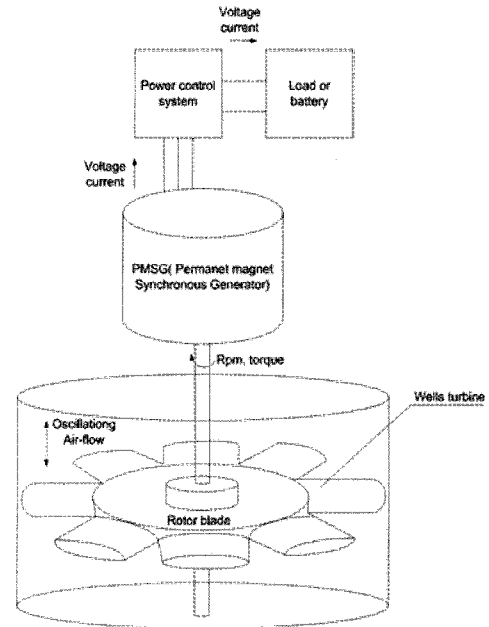 Voltage
current
Power control
system
Load or
battery
Voltage
current
PMSG( Permanet magnet
Synchronous Generator)
Rpm, torque
Wells turbine
Oscillationg
Air-flow
Rotor blade